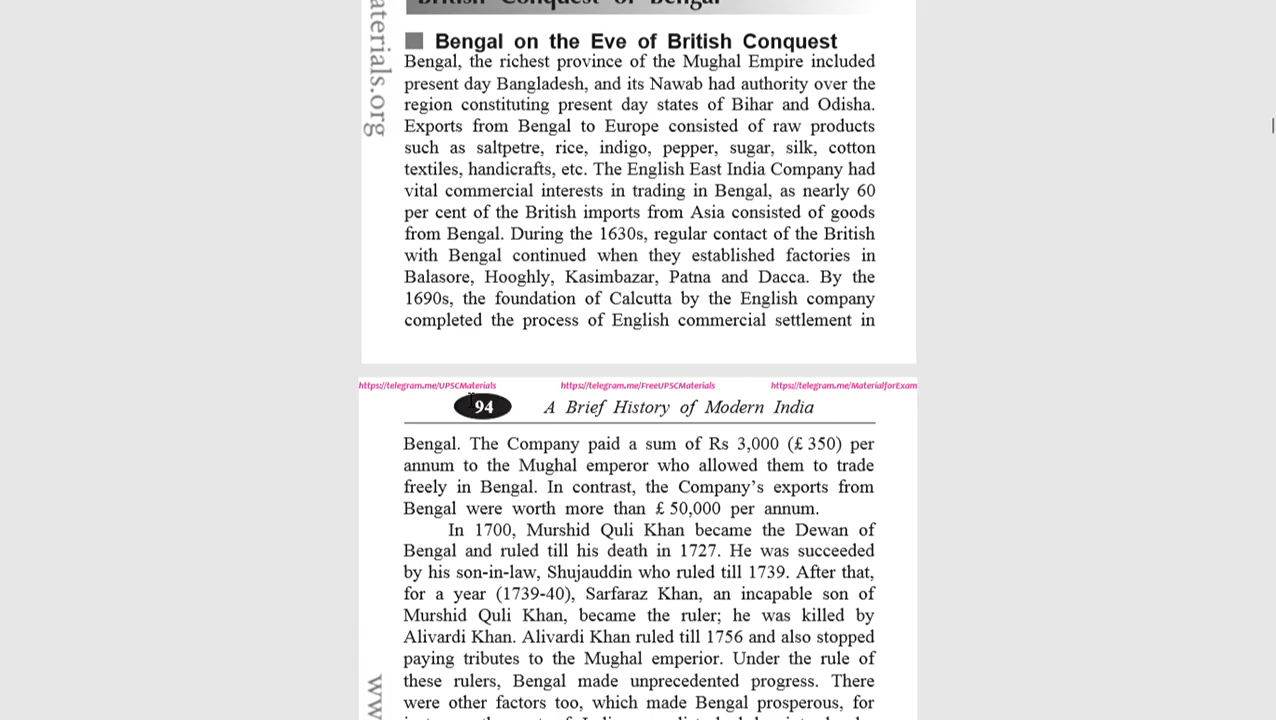 British Conquest of Bengal
aterials.org
Bengal on the Eve of British Conquest
Bengal, the richest province of the Mughal Empire included
present day Bangladesh, and its Nawab had authority over the
region constituting present day states of Bihar and Odisha.
Exports from Bengal to Europe consisted of raw products
such as saltpetre, rice, indigo, pepper, sugar, silk, cotton
textiles, handicrafts, etc. The English East India Company had
vital commercial interests in trading in Bengal, as nearly 60
per cent of the British imports from Asia consisted of goods
from Bengal. During the 1630s, regular contact of the British
with Bengal continued when they established factories in
Balasore, Hooghly, Kasimbazar, Patna and Dacca. By the
1690s, the foundation of Calcutta by the English company
completed the process of English commercial settlement in
https://telegram.me/UPSCMaterials https://telegram.me/FreeUPSCMaterials https://telegram.me/MaterialforExam
94 A Brief History of Modern India
Bengal. The Company paid a sum of Rs 3,000 (£ 350) per
annum to the Mughal emperor who allowed them to trade
freely in Bengal. In contrast, the Company's exports from
Bengal were worth more than £ 50,000 per annum.
In 1700, Murshid Quli Khan became the Dewan of
Bengal and ruled till his death in 1727. He was succeeded
by his son-in-law, Shujauddin who ruled till 1739. After that,
for a year (1739-40), Sarfaraz Khan, an incapable son of
Murshid Quli Khan, became the ruler; he was killed by
Alivardi Khan. Alivardi Khan ruled till 1756 and also stopped
paying tributes to the Mughal emperior. Under the rule of
these rulers, Bengal made unprecedented progress. There
were other factors too, which made Bengal prosperous, for
ww